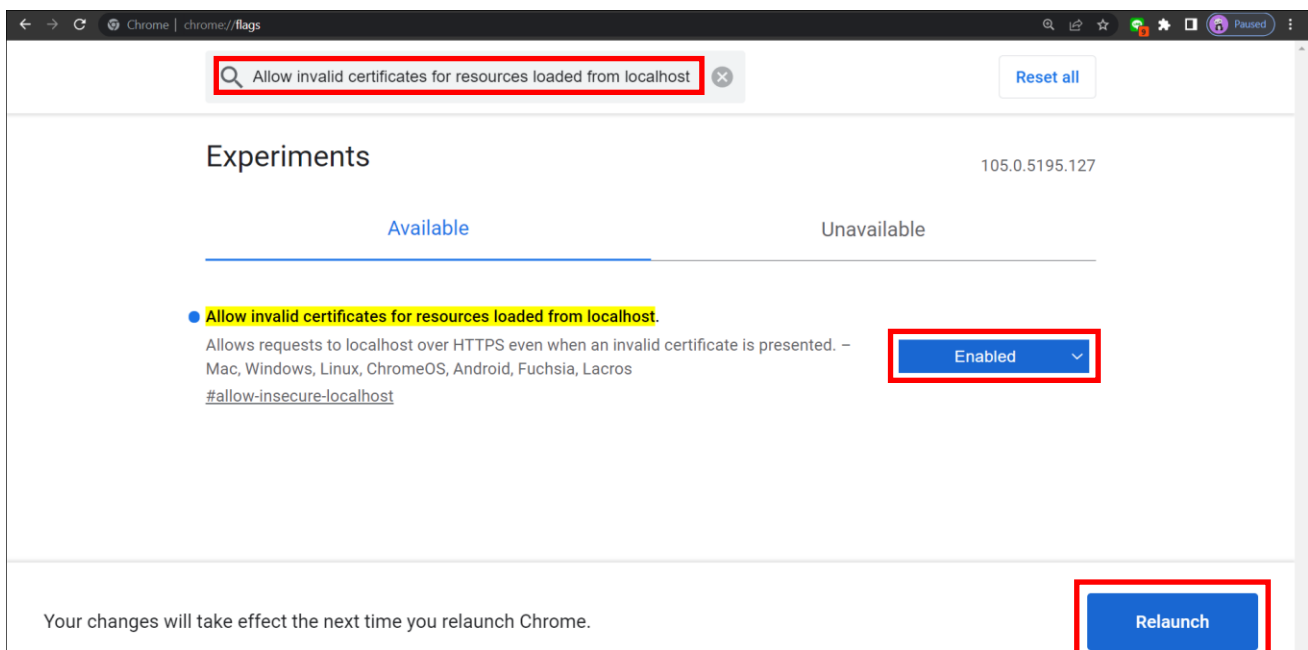 Chrome | chrome://flags
9
Paused
Allow invalid certificates for resources loaded from localhost
Reset all
Experiments
105.0.5195.127
Available
Unavailable
Allow invalid certificates for resources loaded from localhost.
Allows requests to localhost over HTTPS even when an invalid certificate is presented. –
Mac, Windows, Linux, ChromeOS, Android, Fuchsia, Lacros
#allow-insecure-localhost
Enabled
Your changes will take effect the next time you relaunch Chrome.
Relaunch